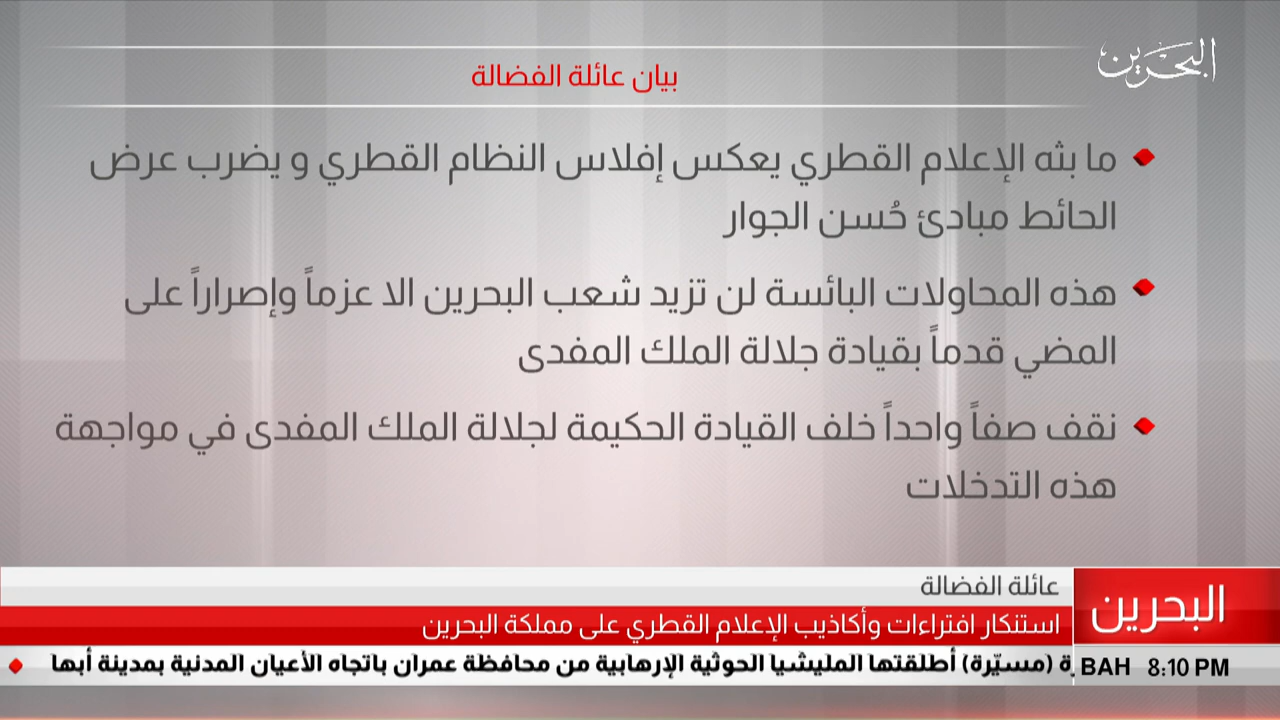 البحرين
بيان عائلة الفضالة
ما بثه الإعلام القطري يعكس إفلاس النظام القطري و يضرب عرض
الحائط مبادئ حُسن الجوار
هذه المحاولات البائسة لن تزيد شعب البحرين الا عزماً وإصراراً على
المضي قدماً بقيادة جلالة الملك المفدى
نقف صفاً واحداً خلف القيادة الحكيمة لجلالة الملك المفدى في مواجهة
هذه التدخلات
البحرين
عائلة الفضالة
استنكار افتراءات وأكاذيب الإعلام القطري على مملكة البحرين
BAH 8:10 PM
(مسيّرة) أطلقتها المليشيا الحوثية الإرهابية من محافظة عمران باتجاه الأعيان المدنية بمدينة أبها